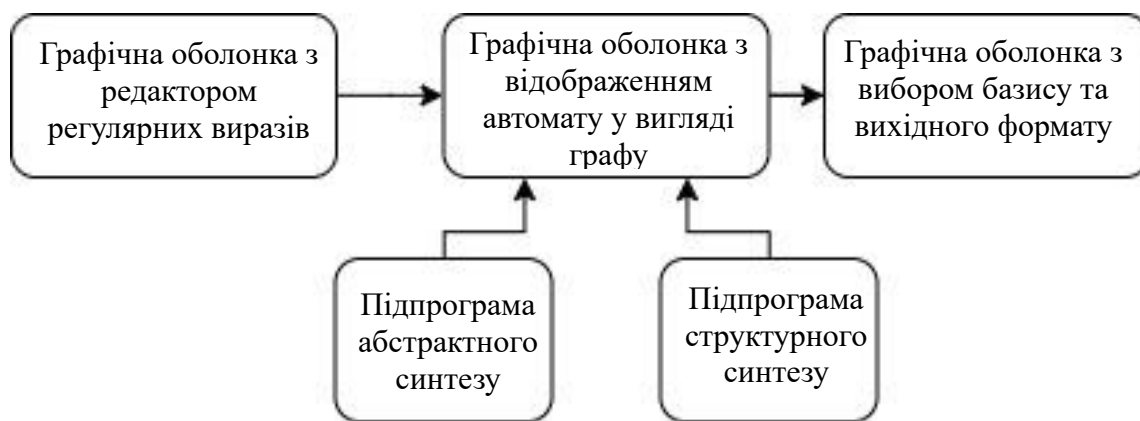 Графічна оболонка з
редактором
регулярних виразів
Графічна оболонка з
відображенням
автомату у вигляді
графу
Графічна оболонка з
вибором базису та
вихідного формату
Підпрограма
абстрактного
синтезу
Підпрограма
структурного
синтезу